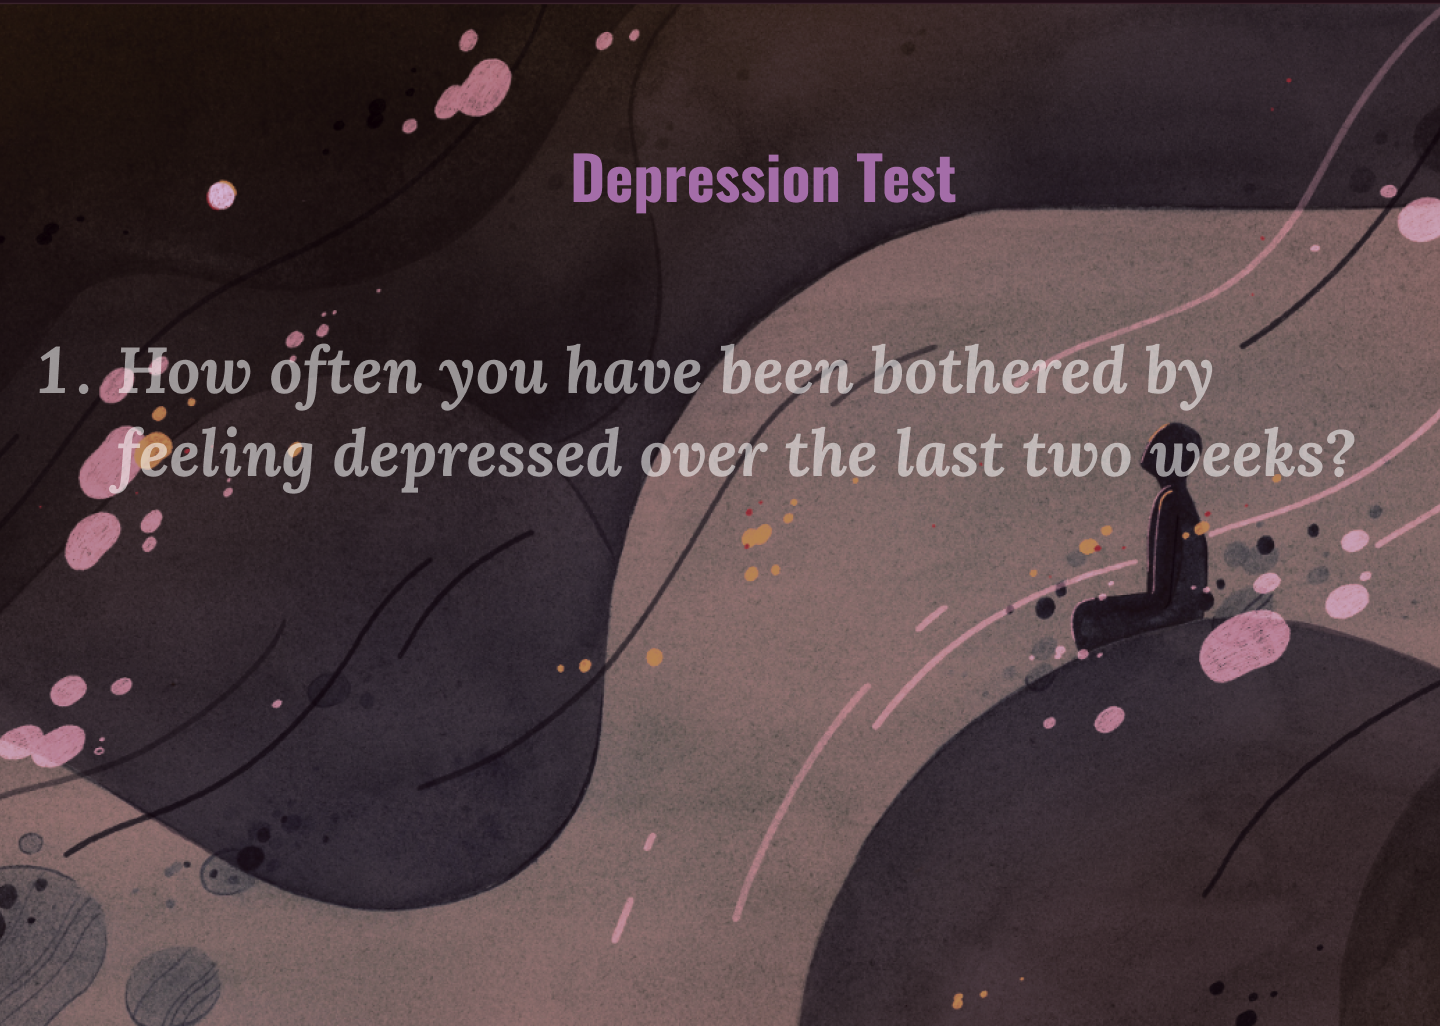 Depression Test
1. How often you have been bothered by
feeling depressed over the last two weeks?